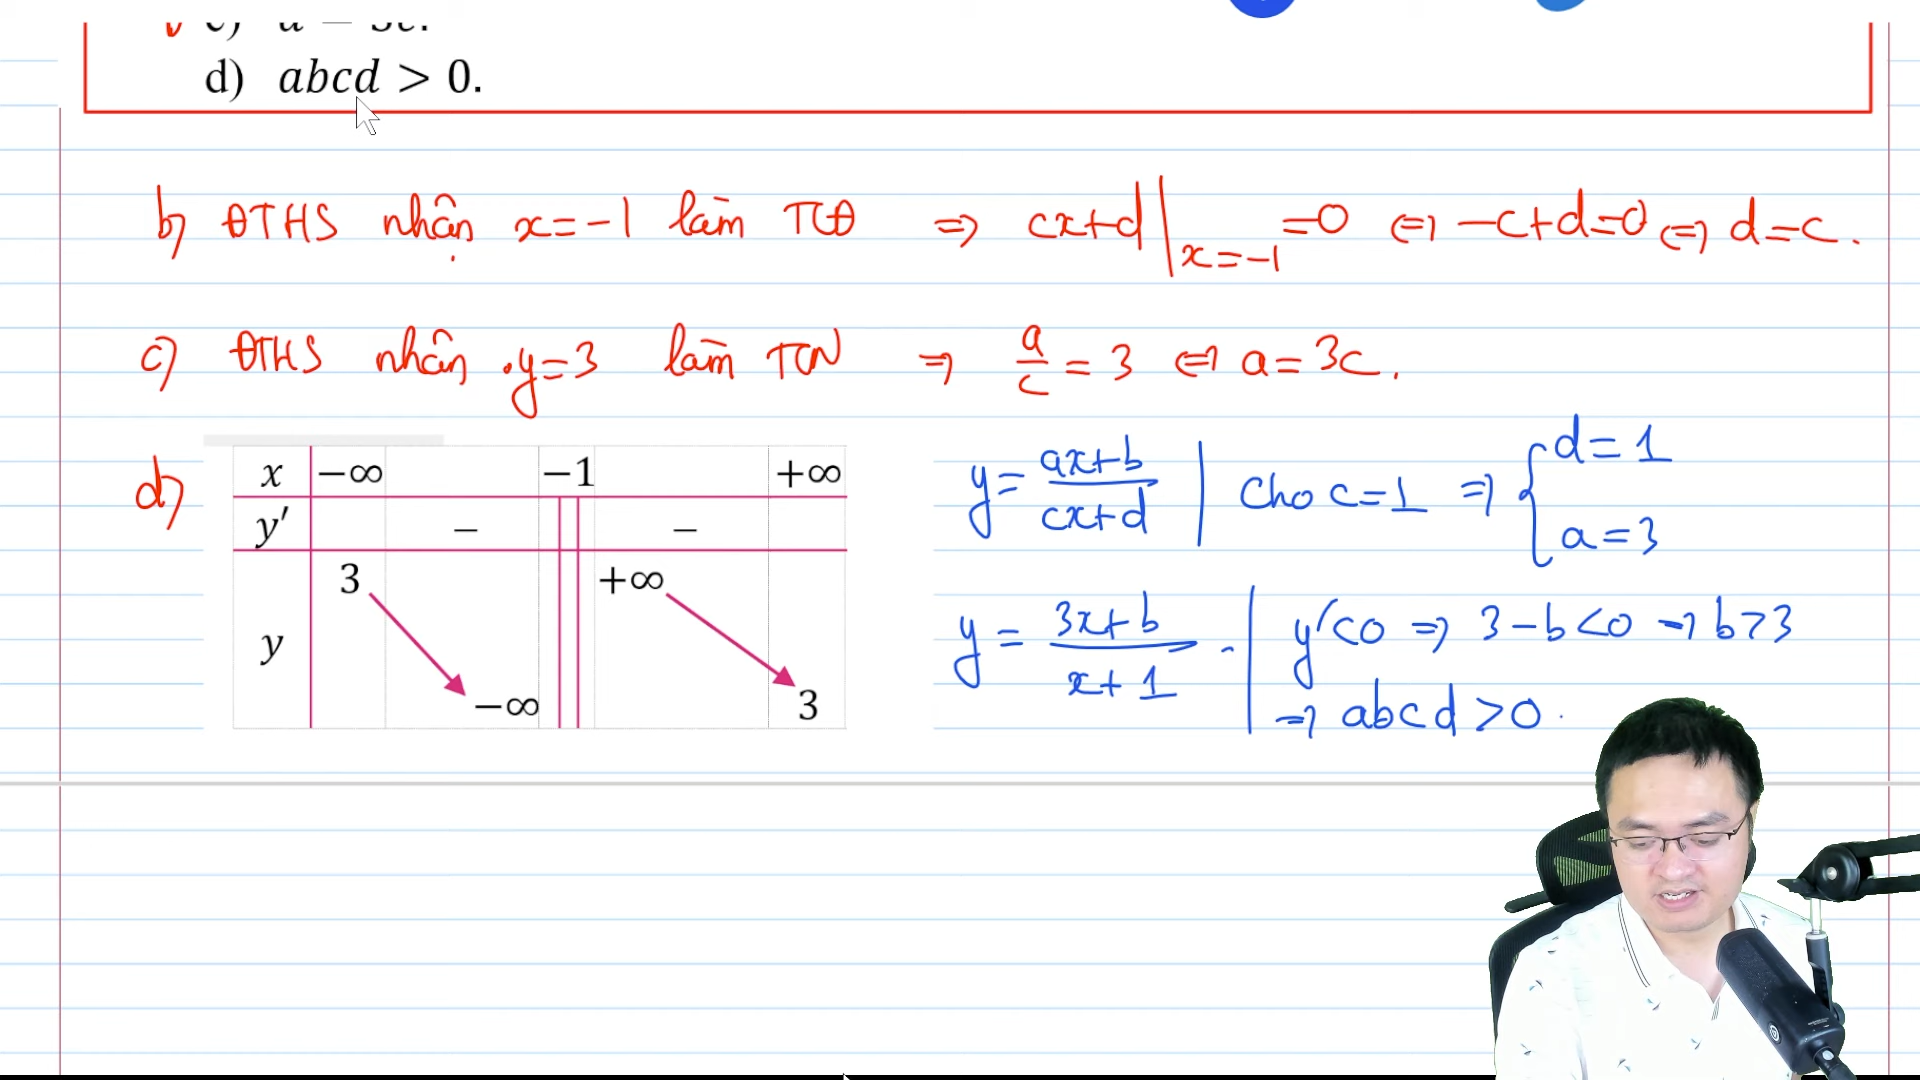 d) abcd > 0.
b) ĐTHS nhận x = -1 làm TCĐ ⇒ cx+d |x=-1 = 0 ⇔ -c+d=0 ⇔ d=c.
c) ĐTHS nhận y=3 làm TCN ⇒ a/c = 3 ⇔ a = 3c.
d)
x -∞ -1 +∞
y' - -
y 3 -∞ +∞ 3
y = (ax+b)/(cx+d) | Cho c=1 ⇒ { d = 1
a = 3
y = (3x+b)/(x+1) . | y'<0 ⇒ 3-b<0 → b>3
⇒ abcd > 0.